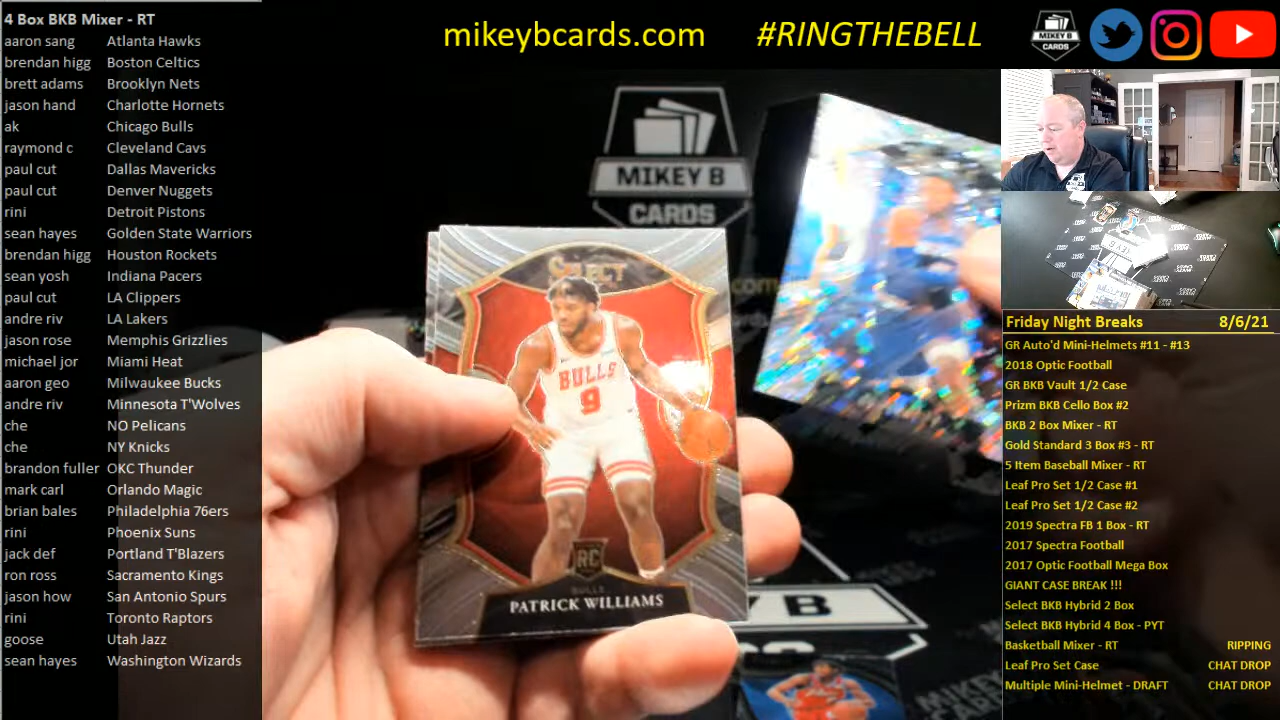 4 Box BKB Mixer - RT
aaron sang Atlanta Hawks
brendan higg Boston Celtics
brett adams Brooklyn Nets
jason hand Charlotte Hornets
ak Chicago Bulls
raymond c Cleveland Cavs
paul cut Dallas Mavericks
paul cut Denver Nuggets
rini Detroit Pistons
sean hayes Golden State Warriors
brendan higg Houston Rockets
sean yosh Indiana Pacers
paul cut LA Clippers
andre riv LA Lakers
jason rose Memphis Grizzlies
michael jor Miami Heat
aaron geo Milwaukee Bucks
andre riv Minnesota T'Wolves
che NO Pelicans
che NY Knicks
brandon fuller OKC Thunder
mark carl Orlando Magic
brian bales Philadelphia 76ers
rini Phoenix Suns
jack def Portland T'Blazers
ron ross Sacramento Kings
jason how San Antonio Spurs
rini Toronto Raptors
goose Utah Jazz
sean hayes Washington Wizards
mikeybcards.com #RINGTHEBELL
MIKEY B
CARDS
MIKEY B
CARDS
SELECT
BULLS
9
RC
BULLS
PATRICK WILLIAMS
Friday Night Breaks 8/6/21
GR Auto'd Mini-Helmets #11 - #13
2018 Optic Football
GR BKB Vault 1/2 Case
Prizm BKB Cello Box #2
BKB 2 Box Mixer - RT
Gold Standard 3 Box #3 - RT
5 Item Baseball Mixer - RT
Leaf Pro Set 1/2 Case #1
Leaf Pro Set 1/2 Case #2
2019 Spectra FB 1 Box - RT
2017 Spectra Football
2017 Optic Football Mega Box
GIANT CASE BREAK !!!
Select BKB Hybrid 2 Box
Select BKB Hybrid 4 Box - PYT
Basketball Mixer - RT RIPPING
Leaf Pro Set Case CHAT DROP
Multiple Mini-Helmet - DRAFT CHAT DROP